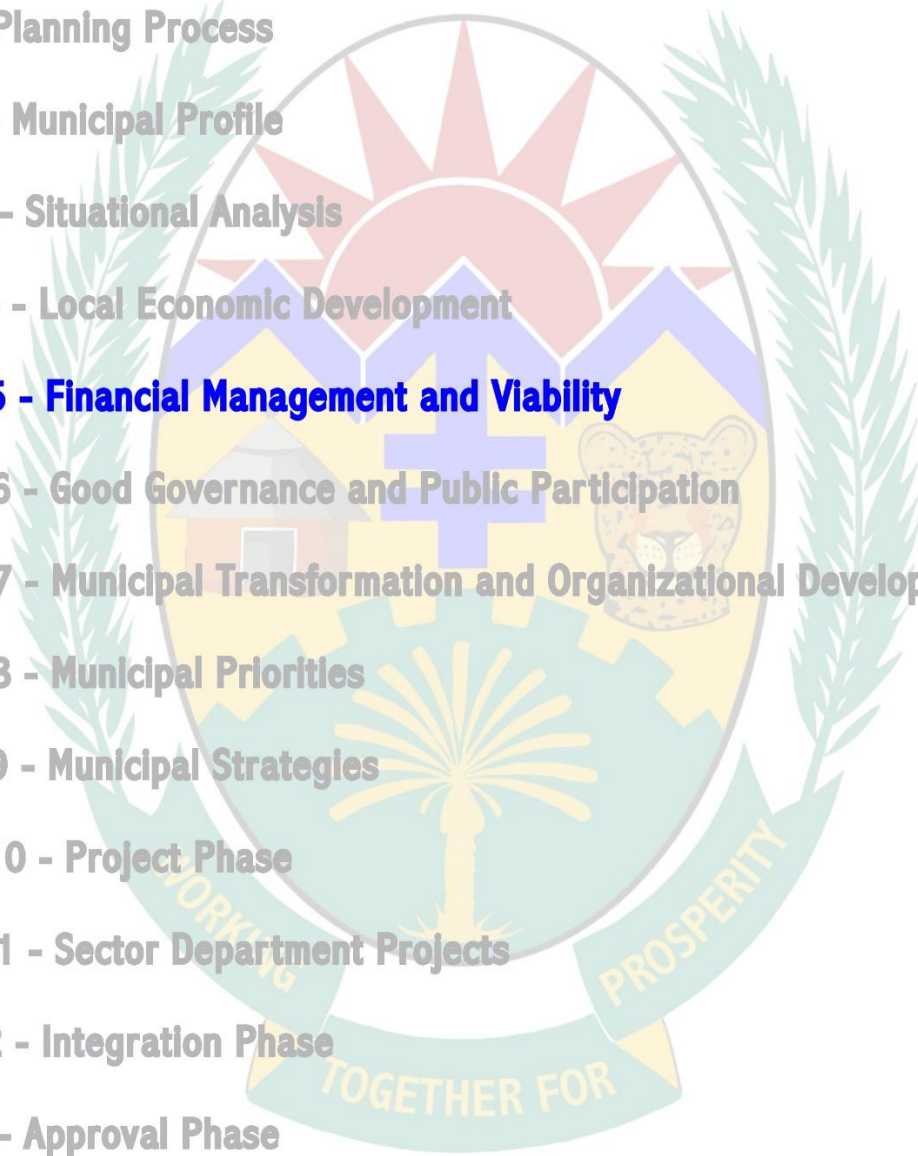 Planning Process
Municipal Profile
- Situational Analysis
- Local Economic Development
5 - Financial Management and Viability
6 - Good Governance and Public Participation
7 - Municipal Transformation and Organizational Develop
8 - Municipal Priorities
9 - Municipal Strategies
0 - Project Phase
1 - Sector Department Projects
2 - Integration Phase
- Approval Phase
WORKING
TOGETHER FOR
PROSPERITY